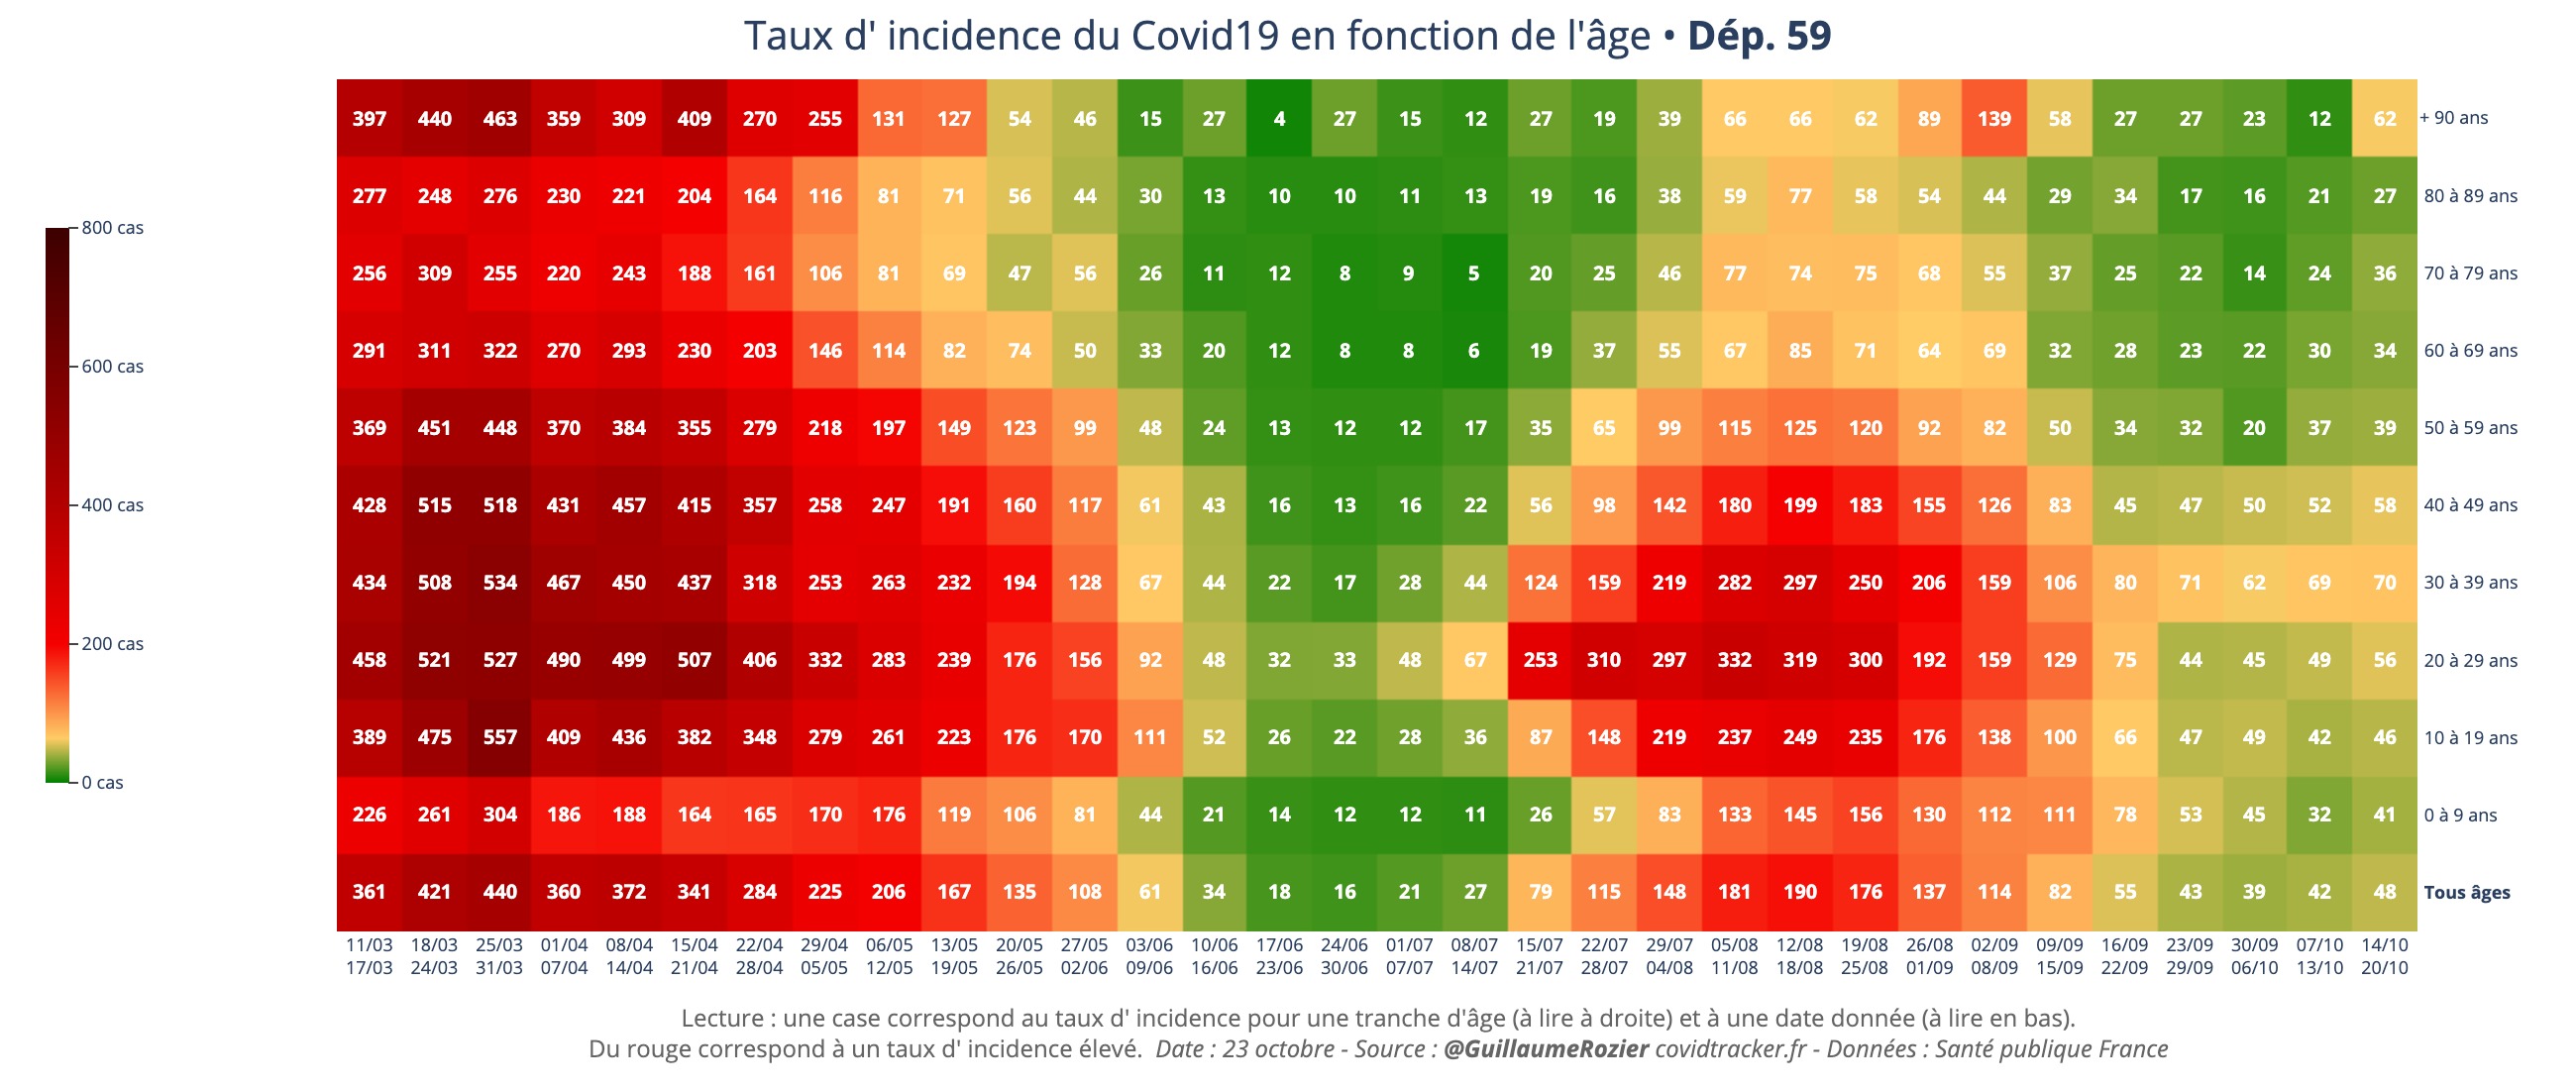 Taux d' incidence du Covid19 en fonction de l'âge • Dép. 59
800 cas
600 cas
400 cas
200 cas
0 cas
397 440 463 359 309 409 270 255 131 127 54 46 15 27 4 27 15 12 27 19 39 66 66 62 89 139 58 27 27 23 12 62 + 90 ans
277 248 276 230 221 204 164 116 81 71 56 44 30 13 10 10 11 13 19 16 38 59 77 58 54 44 29 34 17 16 21 27 80 à 89 ans
256 309 255 220 243 188 161 106 81 69 47 56 26 11 12 8 9 5 20 25 46 77 74 75 68 55 37 25 22 14 24 36 70 à 79 ans
291 311 322 270 293 230 203 146 114 82 74 50 33 20 12 8 8 6 19 37 55 67 85 71 64 69 32 28 23 22 30 34 60 à 69 ans
369 451 448 370 384 355 279 218 197 149 123 99 48 24 13 12 12 17 35 65 99 115 125 120 92 82 50 34 32 20 37 39 50 à 59 ans
428 515 518 431 457 415 357 258 247 191 160 117 61 43 16 13 16 22 56 98 142 180 199 183 155 126 83 45 47 50 52 58 40 à 49 ans
434 508 534 467 450 437 318 253 263 232 194 128 67 44 22 17 28 44 124 159 219 282 297 250 206 159 106 80 71 62 69 70 30 à 39 ans
458 521 527 490 499 507 406 332 283 239 176 156 92 48 32 33 48 67 253 310 297 332 319 300 192 159 129 75 44 45 49 56 20 à 29 ans
389 475 557 409 436 382 348 279 261 223 176 170 111 52 26 22 28 36 87 148 219 237 249 235 176 138 100 66 47 49 42 46 10 à 19 ans
226 261 304 186 188 164 165 170 176 119 106 81 44 21 14 12 12 11 26 57 83 133 145 156 130 112 111 78 53 45 32 41 0 à 9 ans
361 421 440 360 372 341 284 225 206 167 135 108 61 34 18 16 21 27 79 115 148 181 190 176 137 114 82 55 43 39 42 48 Tous âges
11/03 18/03 25/03 01/04 08/04 15/04 22/04 29/04 06/05 13/05 20/05 27/05 03/06 10/06 17/06 24/06 01/07 08/07 15/07 22/07 29/07 05/08 12/08 19/08 26/08 02/09 09/09 16/09 23/09 30/09 07/10 14/10
17/03 24/03 31/03 07/04 14/04 21/04 28/04 05/05 12/05 19/05 26/05 02/06 09/06 16/06 23/06 30/06 07/07 14/07 21/07 28/07 04/08 11/08 18/08 25/08 01/09 08/09 15/09 22/09 29/09 06/10 13/10 20/10
Lecture : une case correspond au taux d' incidence pour une tranche d'âge (à lire à droite) et à une date donnée (à lire en bas).
Du rouge correspond à un taux d' incidence élevé. Date : 23 octobre - Source : @GuillaumeRozier covidtracker.fr - Données : Santé publique France